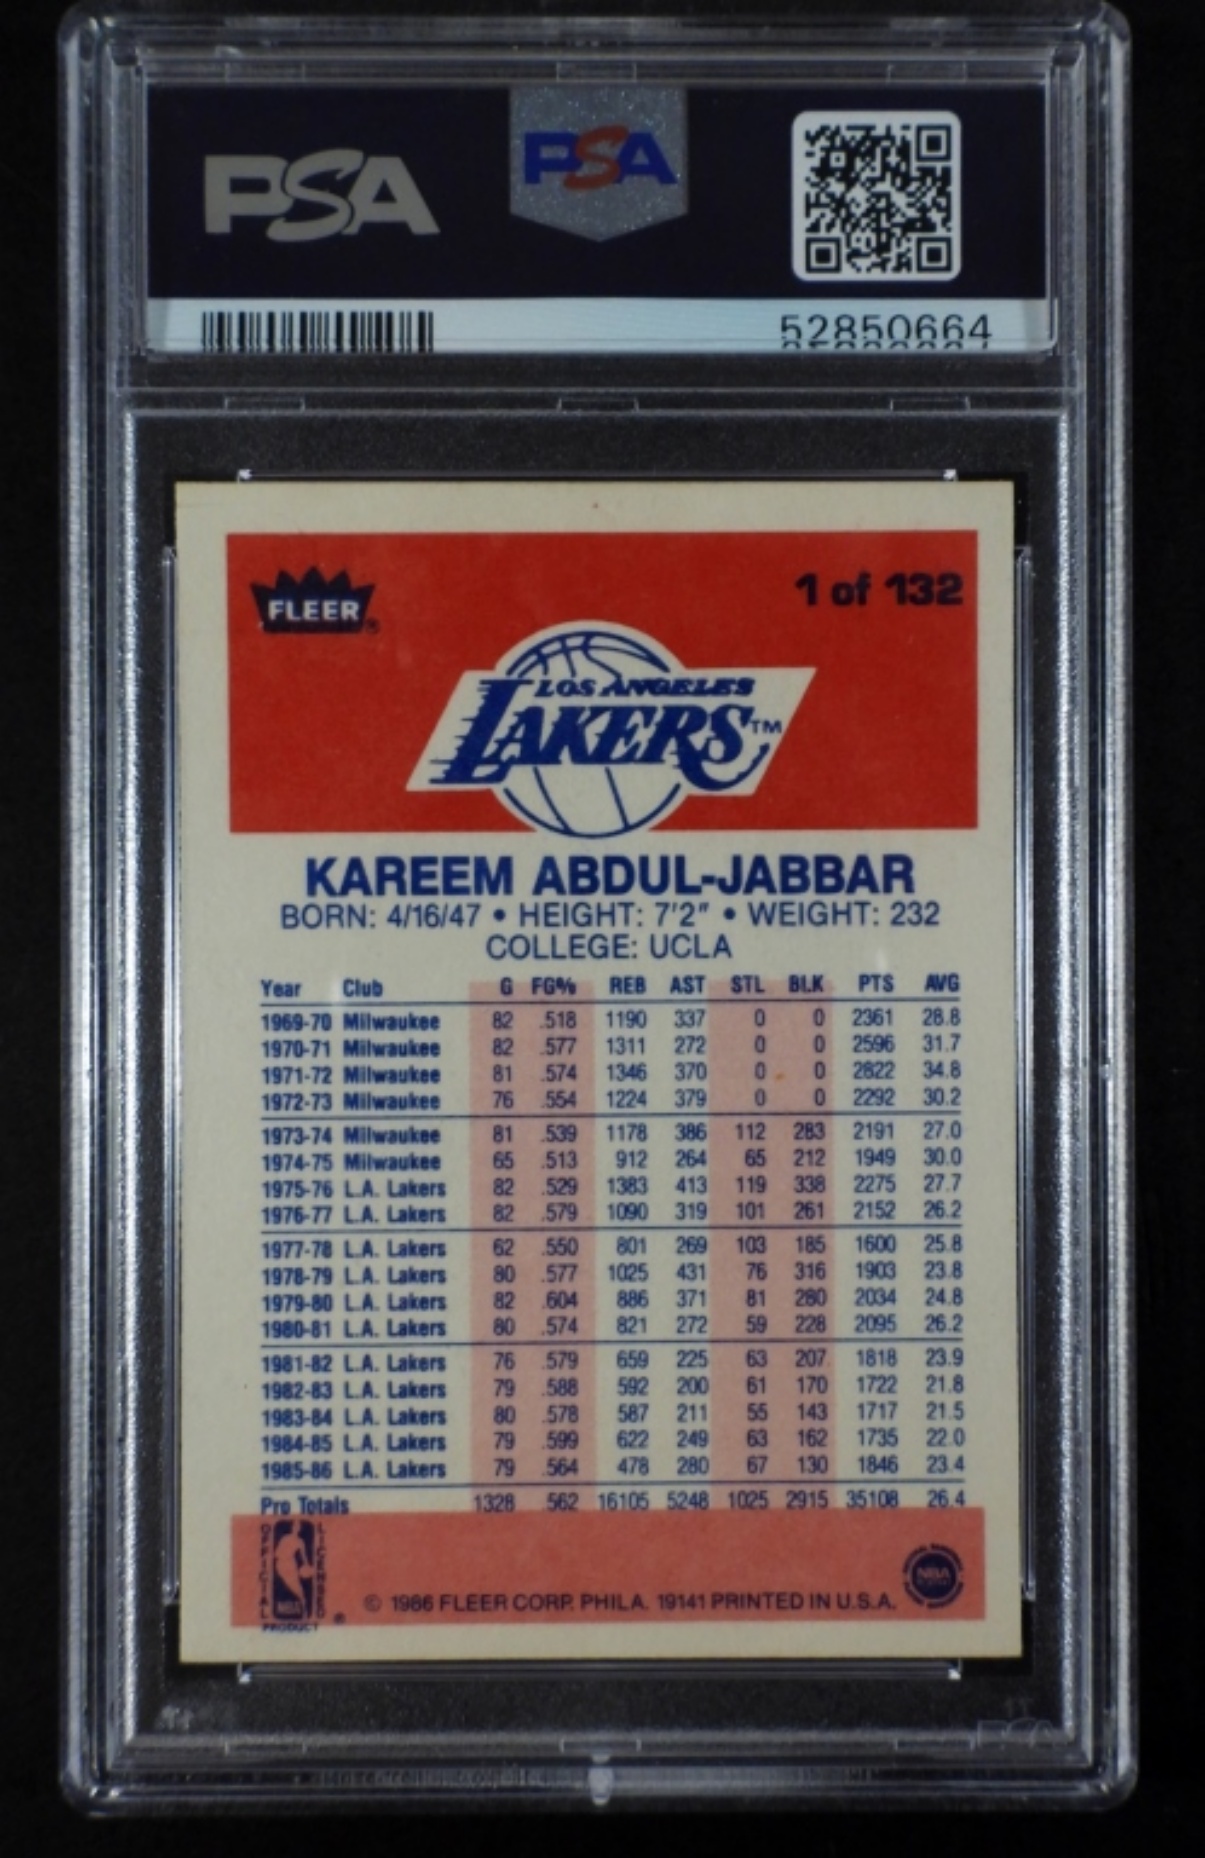 PSA PSA
52850664
FLEER® 1 of 132
LOS ANGELES
LAKERS™
KAREEM ABDUL-JABBAR
BORN: 4/16/47 • HEIGHT: 7'2" • WEIGHT: 232
COLLEGE: UCLA
Year Club G FG% REB AST STL BLK PTS AVG
1969-70 Milwaukee 82 .518 1190 337 0 0 2361 28.8
1970-71 Milwaukee 82 .577 1311 272 0 0 2596 31.7
1971-72 Milwaukee 81 .574 1346 370 0 0 2822 34.8
1972-73 Milwaukee 76 .554 1224 379 0 0 2292 30.2
1973-74 Milwaukee 81 .539 1178 386 112 283 2191 27.0
1974-75 Milwaukee 65 .513 912 264 65 212 1949 30.0
1975-76 L.A. Lakers 82 .529 1383 413 119 338 2275 27.7
1976-77 L.A. Lakers 82 .579 1090 319 101 261 2152 26.2
1977-78 L.A. Lakers 62 .550 801 269 103 185 1600 25.8
1978-79 L.A. Lakers 80 .577 1025 431 76 316 1903 23.8
1979-80 L.A. Lakers 82 .604 886 371 81 280 2034 24.8
1980-81 L.A. Lakers 80 .574 821 272 59 228 2095 26.2
1981-82 L.A. Lakers 76 .579 659 225 63 207 1818 23.9
1982-83 L.A. Lakers 79 .588 592 200 61 170 1722 21.8
1983-84 L.A. Lakers 80 .578 587 211 55 143 1717 21.5
1984-85 L.A. Lakers 79 .599 622 249 63 162 1735 22.0
1985-86 L.A. Lakers 79 .564 478 280 67 130 1846 23.4
Pro Totals 1328 .562 16105 5248 1025 2915 35108 26.4
OFFICIAL LICENSED
PRODUCT ®
© 1986 FLEER CORP. PHILA. 19141 PRINTED IN U.S.A.
NBA
PSA